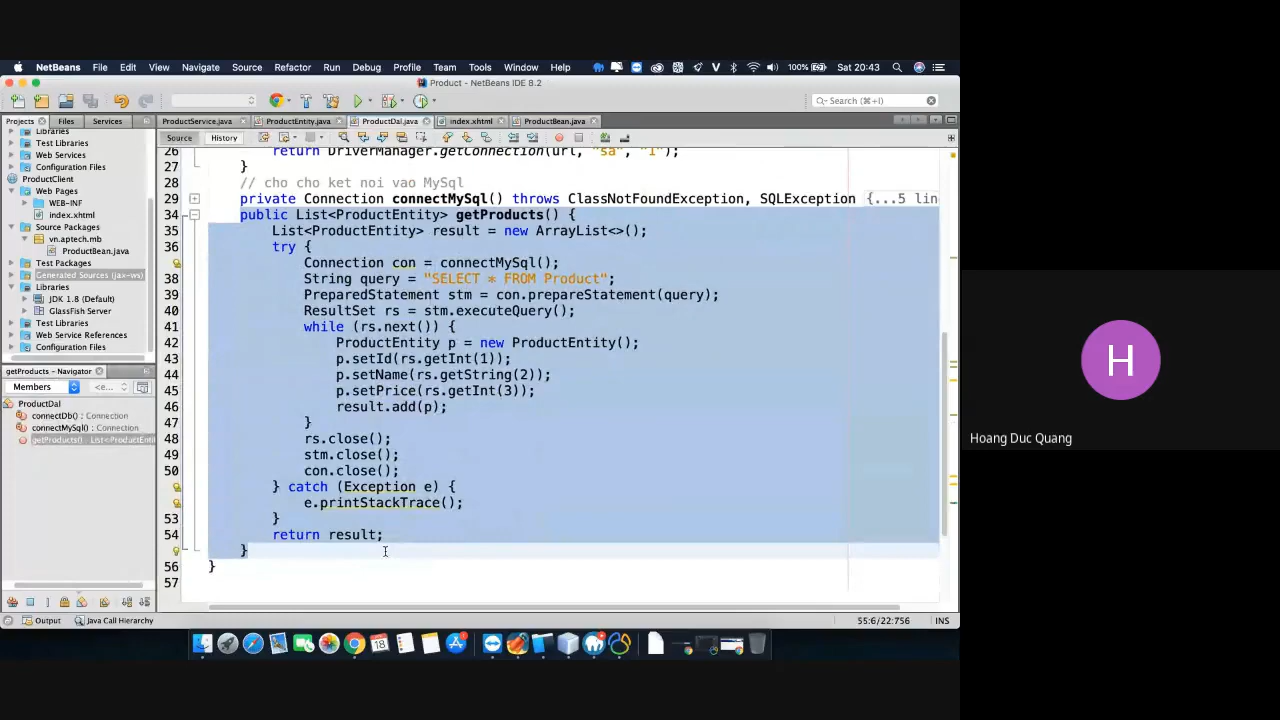 NetBeans File Edit View Navigate Source Refactor Run Debug Profile Team Tools Window Help 100% Sat 20:43
Product - NetBeans IDE 8.2
Search (⌘+I)
Projects Files Services ProductService.java ProductEntity.java ProductDal.java index.xhtml ProductBean.java
Source History
Libraries
Test Libraries
Web Services
Configuration Files
ProductClient
Web Pages
WEB-INF
index.xhtml
Source Packages
vn.aptech.mb
ProductBean.java
Test Packages
Generated Sources (jax-ws)
Libraries
JDK 1.8 (Default)
GlassFish Server
Test Libraries
Web Service References
Configuration Files
getProducts - Navigator
Members <e...
ProductDal
connectDb() : Connection
connectMySql() : Connection
getProducts() : List<ProductEntit
26 return DriverManager.getConnection(url, "sa", "1");
27 }
28 // cho cho ket noi vao MySql
29 private Connection connectMySql() throws ClassNotFoundException, SQLException {...5 lin
34 public List<ProductEntity> getProducts() {
35 List<ProductEntity> result = new ArrayList<>();
36 try {
Connection con = connectMySql();
38 String query = "SELECT * FROM Product";
39 PreparedStatement stm = con.prepareStatement(query);
40 ResultSet rs = stm.executeQuery();
41 while (rs.next()) {
42 ProductEntity p = new ProductEntity();
43 p.setId(rs.getInt(1));
44 p.setName(rs.getString(2));
45 p.setPrice(rs.getInt(3));
46 result.add(p);
47 }
48 rs.close();
49 stm.close();
50 con.close();
} catch (Exception e) {
e.printStackTrace();
53 }
54 return result;
}
56 }
57
Output Call Hierarchy 55:6/22:756 INS
18
H
Hoang Duc Quang